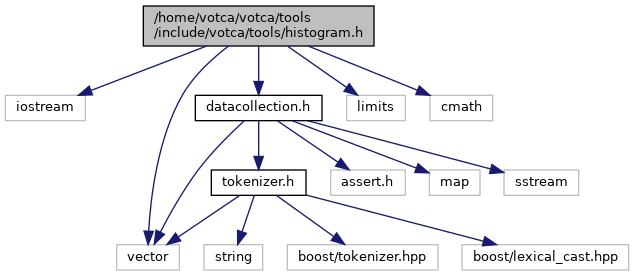 /home/votca/votca/tools
/include/votca/tools/histogram.h
iostream
datacollection.h
limits
cmath
tokenizer.h
assert.h
map
sstream
vector
string
boost/tokenizer.hpp
boost/lexical_cast.hpp